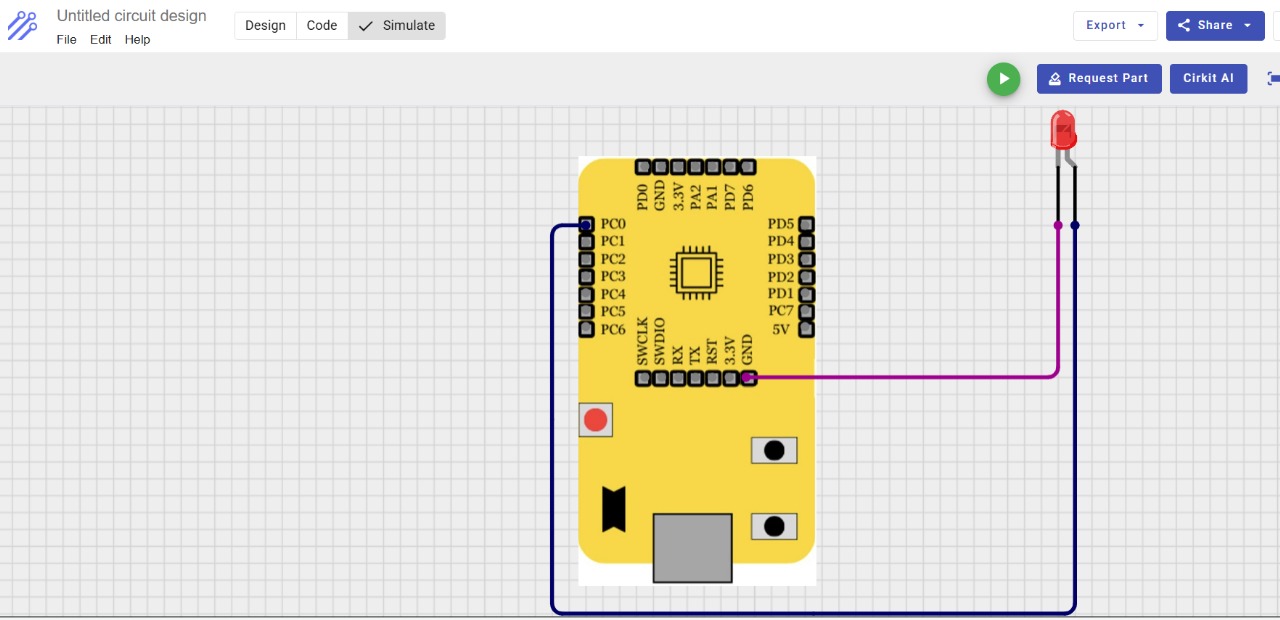 Untitled circuit design
File Edit Help
Design Code Simulate
Export Share
Request Part Cirkit AI
PD0 GND 3.3V PA2 PA1 PD7 PD6
PC0 PD5
PC1 PD4
PC2 PD3
PC3 PD2
PC4 PD1
PC5 PC7
PC6 5V
SWCLK SWDIO RX TX RST 3.3V GND